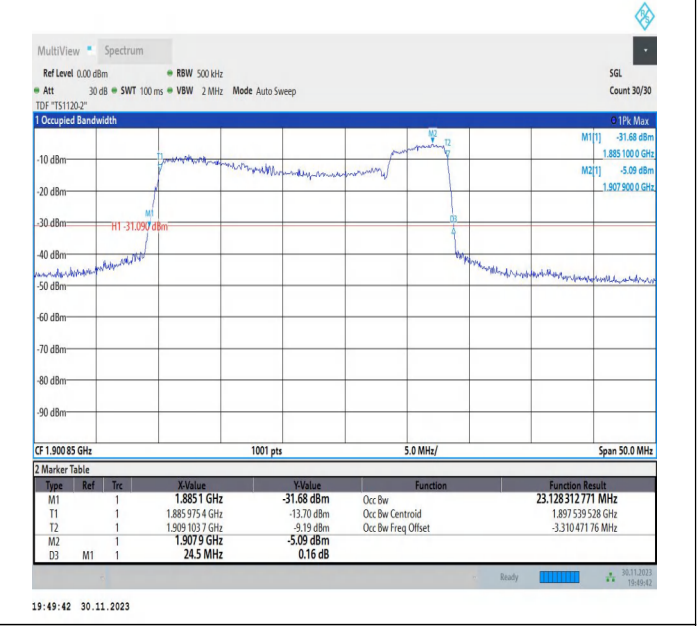 R S
MultiView Spectrum
Ref Level 0.00 dBm RBW 500 kHz SGL
Att 30 dB SWT 100 ms VBW 2 MHz Mode Auto Sweep Count 30/30
TDF "TS1120-2"
1 Occupied Bandwidth 1Pk Max
M1[1] -31.68 dBm
1.885 100 0 GHz
M2[1] -5.09 dBm
1.907 900 0 GHz
M2
T2
T1
-10 dBm
-20 dBm
M1
D3
-30 dBm
H1 -31.090 dBm
-40 dBm
-50 dBm
-60 dBm
-70 dBm
-80 dBm
-90 dBm
CF 1.900 85 GHz 1001 pts 5.0 MHz/ Span 50.0 MHz
2 Marker Table
Type Ref Trc X-Value Y-Value Function Function Result
M1 1 1.8851 GHz -31.68 dBm Occ Bw 23.128 312 771 MHz
T1 1 1.885 975 4 GHz -13.70 dBm Occ Bw Centroid 1.897 539 528 GHz
T2 1 1.909 103 7 GHz -9.19 dBm Occ Bw Freq Offset -3.310 471 76 MHz
M2 1 1.9079 GHz -5.09 dBm
D3 M1 1 24.5 MHz 0.16 dB
Ready 30.11.2023
19:49:42
19:49:42 30.11.2023